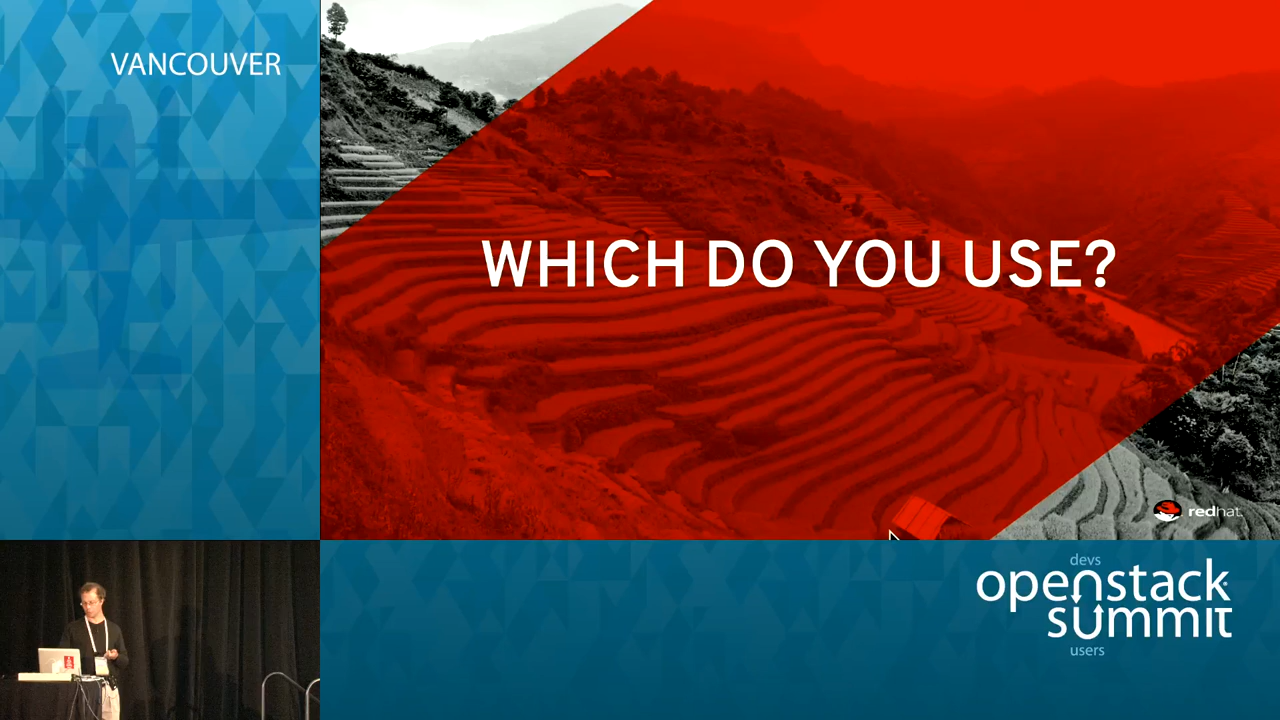 VANCOUVER
WHICH DO YOU USE?
redhat.
devs
openstack
summit
users